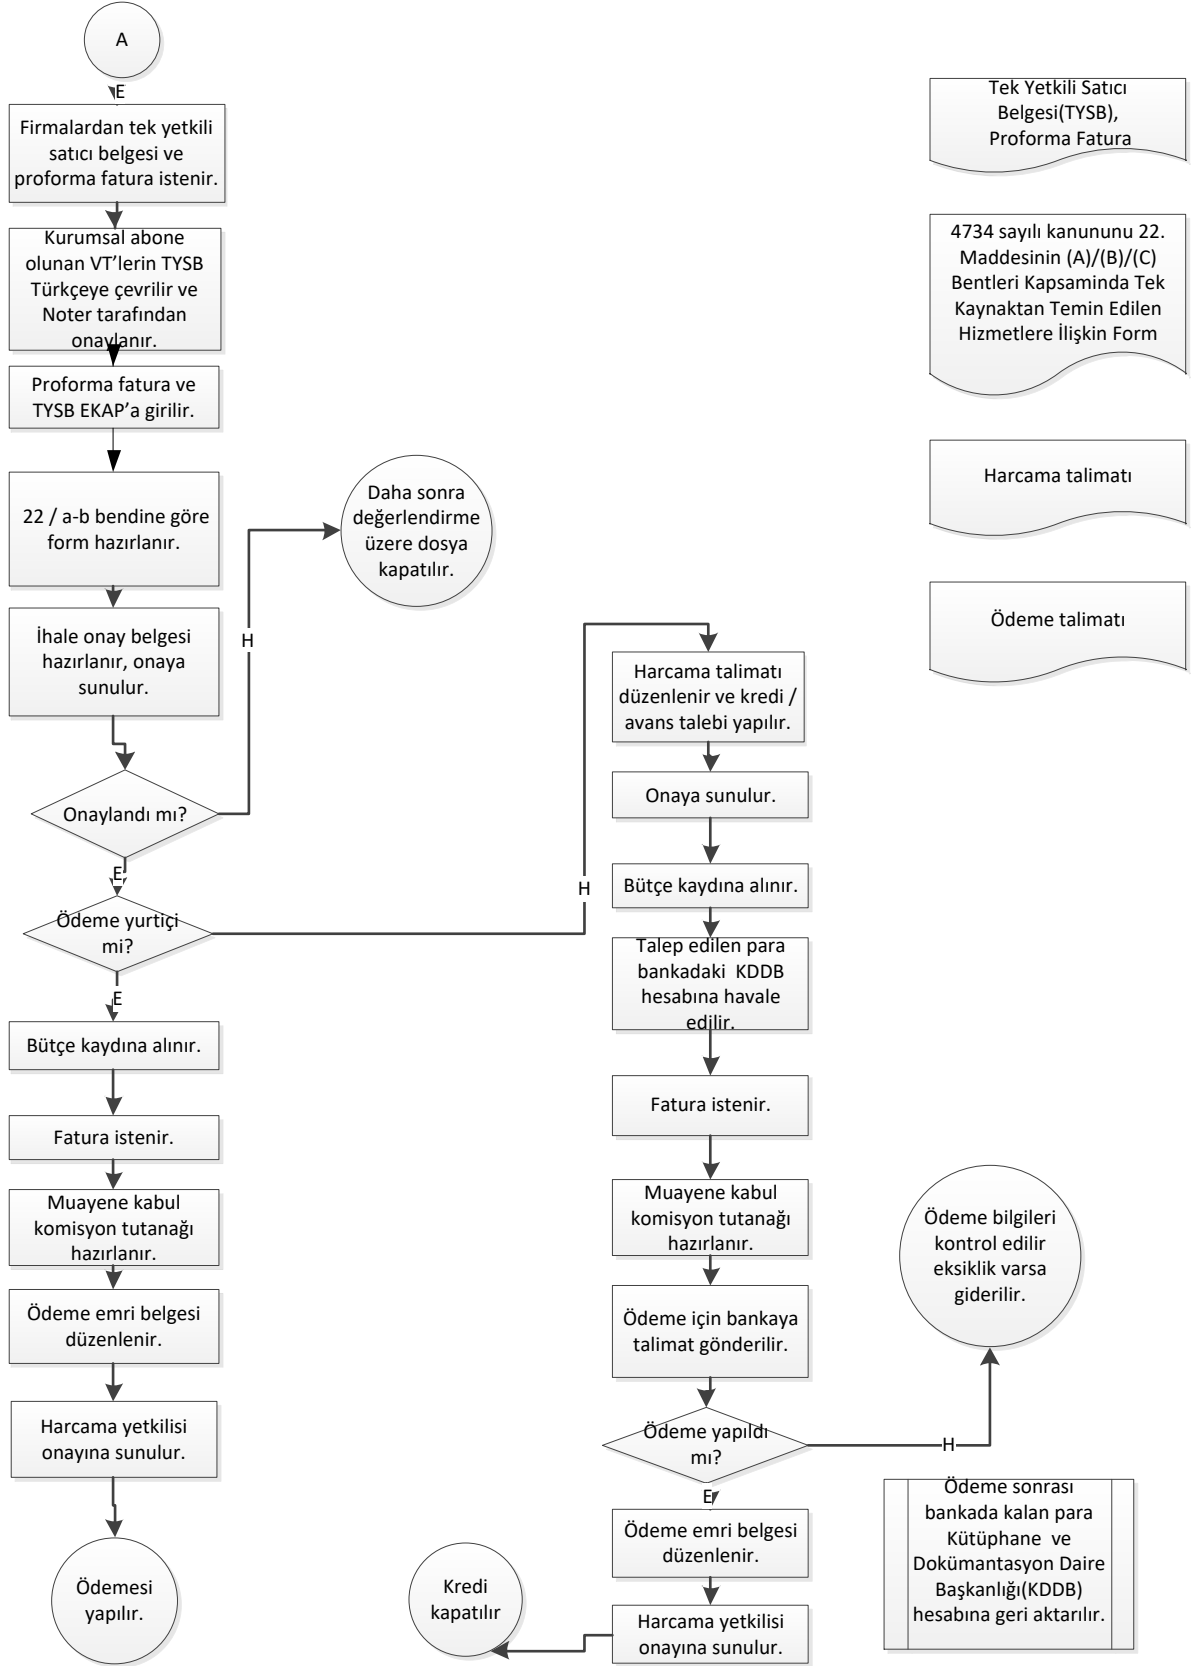 A
E
Firmalardan tek yetkili
satıcı belgesi ve
proforma fatura istenir.
Kurumsal abone
olunan VT’lerin TYSB
Türkçeye çevrilir ve
Noter tarafından
onaylanır.
Proforma fatura ve
TYSB EKAP’a girilir.
22 / a-b bendine göre
form hazırlanır.
İhale onay belgesi
hazırlanır, onaya
sunulur.
Onaylandı mı?
H
Daha sonra
değerlendirme
üzere dosya
kapatılır.
E
Ödeme yurtiçi
mi?
E
Bütçe kaydına alınır.
Fatura istenir.
Muayene kabul
komisyon tutanağı
hazırlanır.
Ödeme emri belgesi
düzenlenir.
Harcama yetkilisi
onayına sunulur.
Ödemesi
yapılır.
H
Harcama talimatı
düzenlenir ve kredi /
avans talebi yapılır.
Onaya sunulur.
Bütçe kaydına alınır.
Talep edilen para
bankadaki KDDB
hesabına havale
edilir.
Fatura istenir.
Muayene kabul
komisyon tutanağı
hazırlanır.
Ödeme için bankaya
talimat gönderilir.
Ödeme yapıldı
mı?
H
Ödeme bilgileri
kontrol edilir
eksiklik varsa
giderilir.
E
Ödeme emri belgesi
düzenlenir.
Harcama yetkilisi
onayına sunulur.
Kredi
kapatılır
Tek Yetkili Satıcı
Belgesi(TYSB),
Proforma Fatura
4734 sayılı kanununu 22.
Maddesinin (A)/(B)/(C)
Bentleri Kapsaminda Tek
Kaynaktan Temin Edilen
Hizmetlere İlişkin Form
Harcama talimatı
Ödeme talimatı
Ödeme sonrası
bankada kalan para
Kütüphane ve
Dokümantasyon Daire
Başkanlığı(KDDB)
hesabına geri aktarılır.